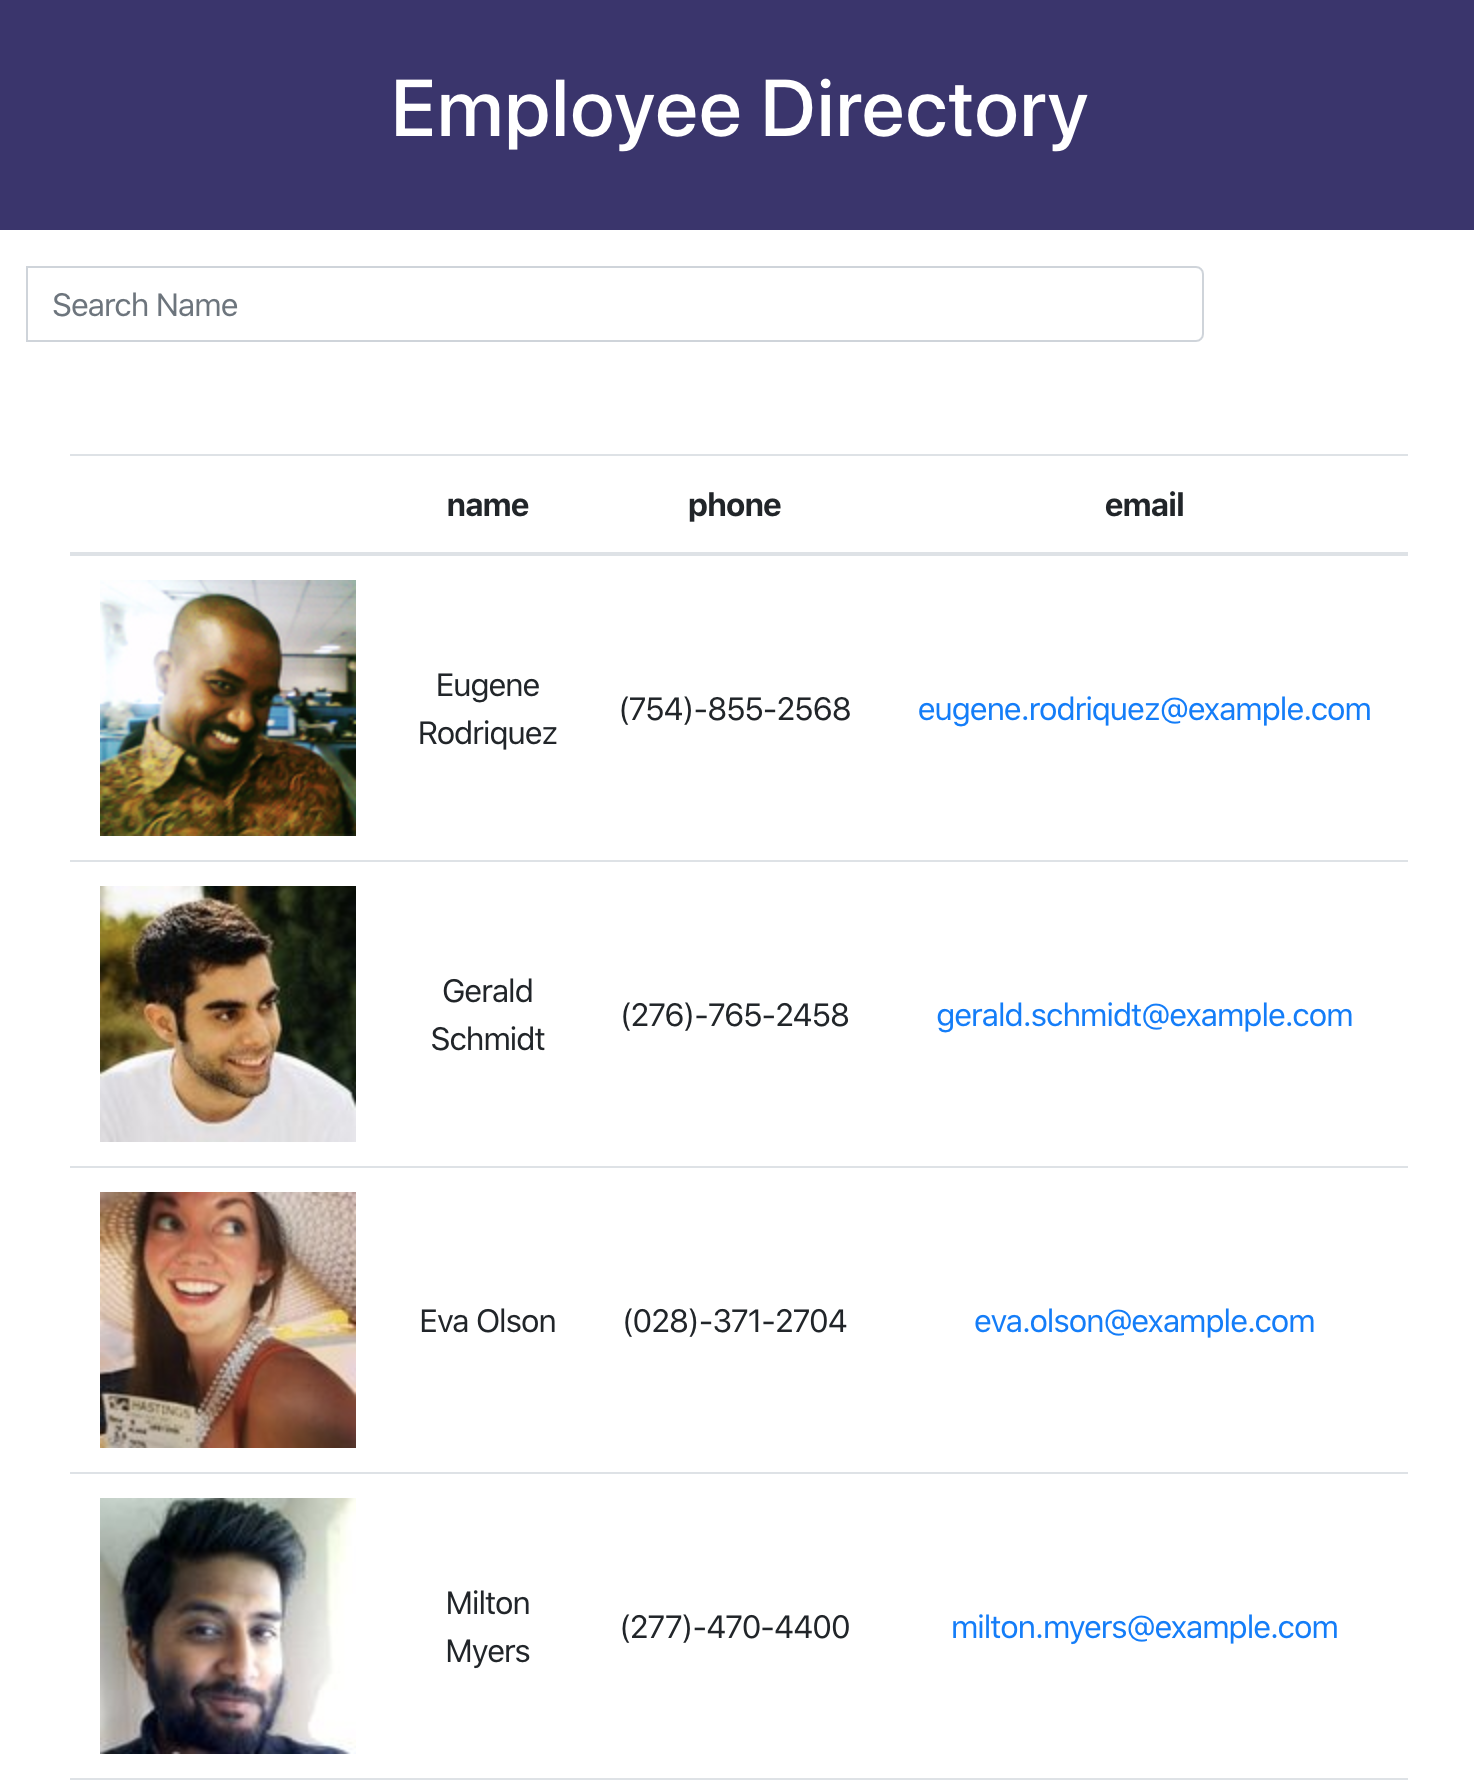 Employee Directory
Search Name
name phone email
Eugene
Rodriquez
(754)-855-2568
eugene.rodriquez@example.com
Gerald
Schmidt
(276)-765-2458
gerald.schmidt@example.com
HASTINGS
Eva Olson
(028)-371-2704
eva.olson@example.com
Milton
Myers
(277)-470-4400
milton.myers@example.com